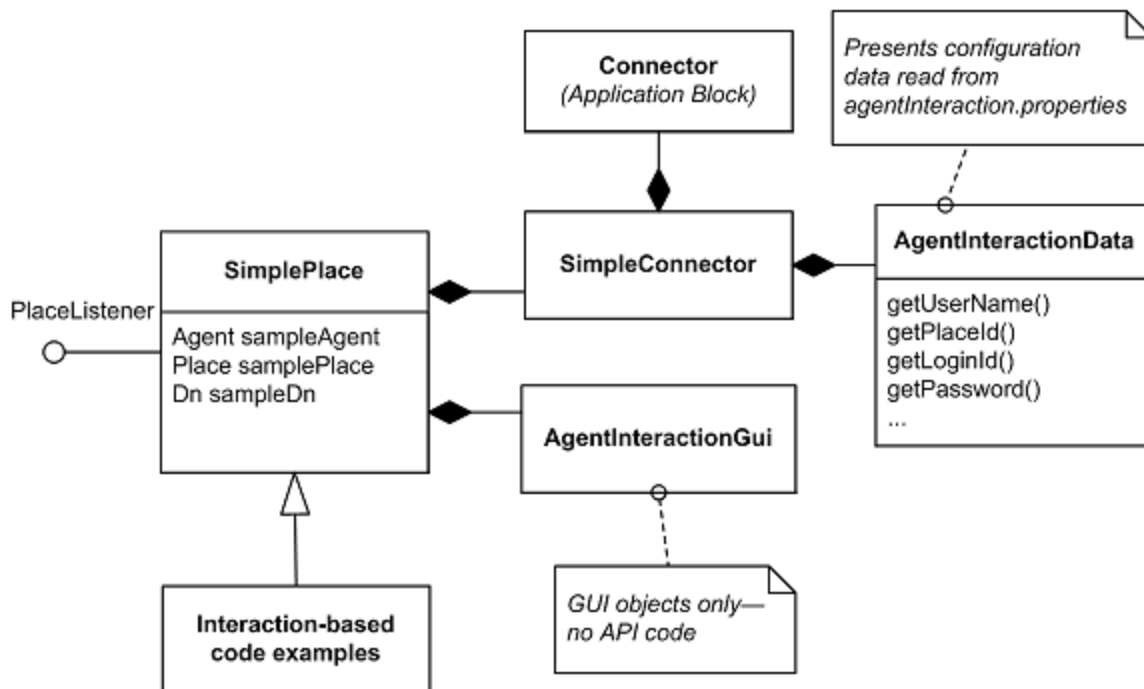 Connector
(Application Block)
Presents configuration
data read from
agentInteraction.properties
SimplePlace
SimpleConnector
AgentInteractionData
PlaceListener
Agent sampleAgent
Place samplePlace
Dn sampleDn
getUserName()
getPlaceId()
getLoginId()
getPassword()
...
AgentInteractionGui
Interaction-based
code examples
GUI objects only—
no API code